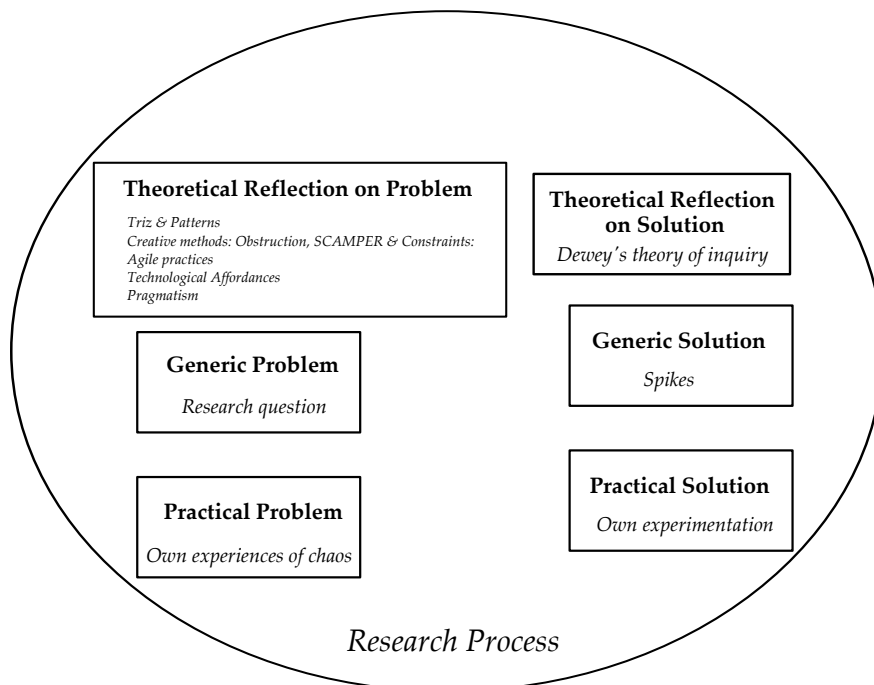 Theoretical Reflection on Problem
Triz & Patterns
Creative methods: Obstruction, SCAMPER & Constraints:
Agile practices
Technological Affordances
Pragmatism
Theoretical Reflection
on Solution
Dewey's theory of inquiry
Generic Problem
Research question
Generic Solution
Spikes
Practical Problem
Own experiences of chaos
Practical Solution
Own experimentation
Research Process